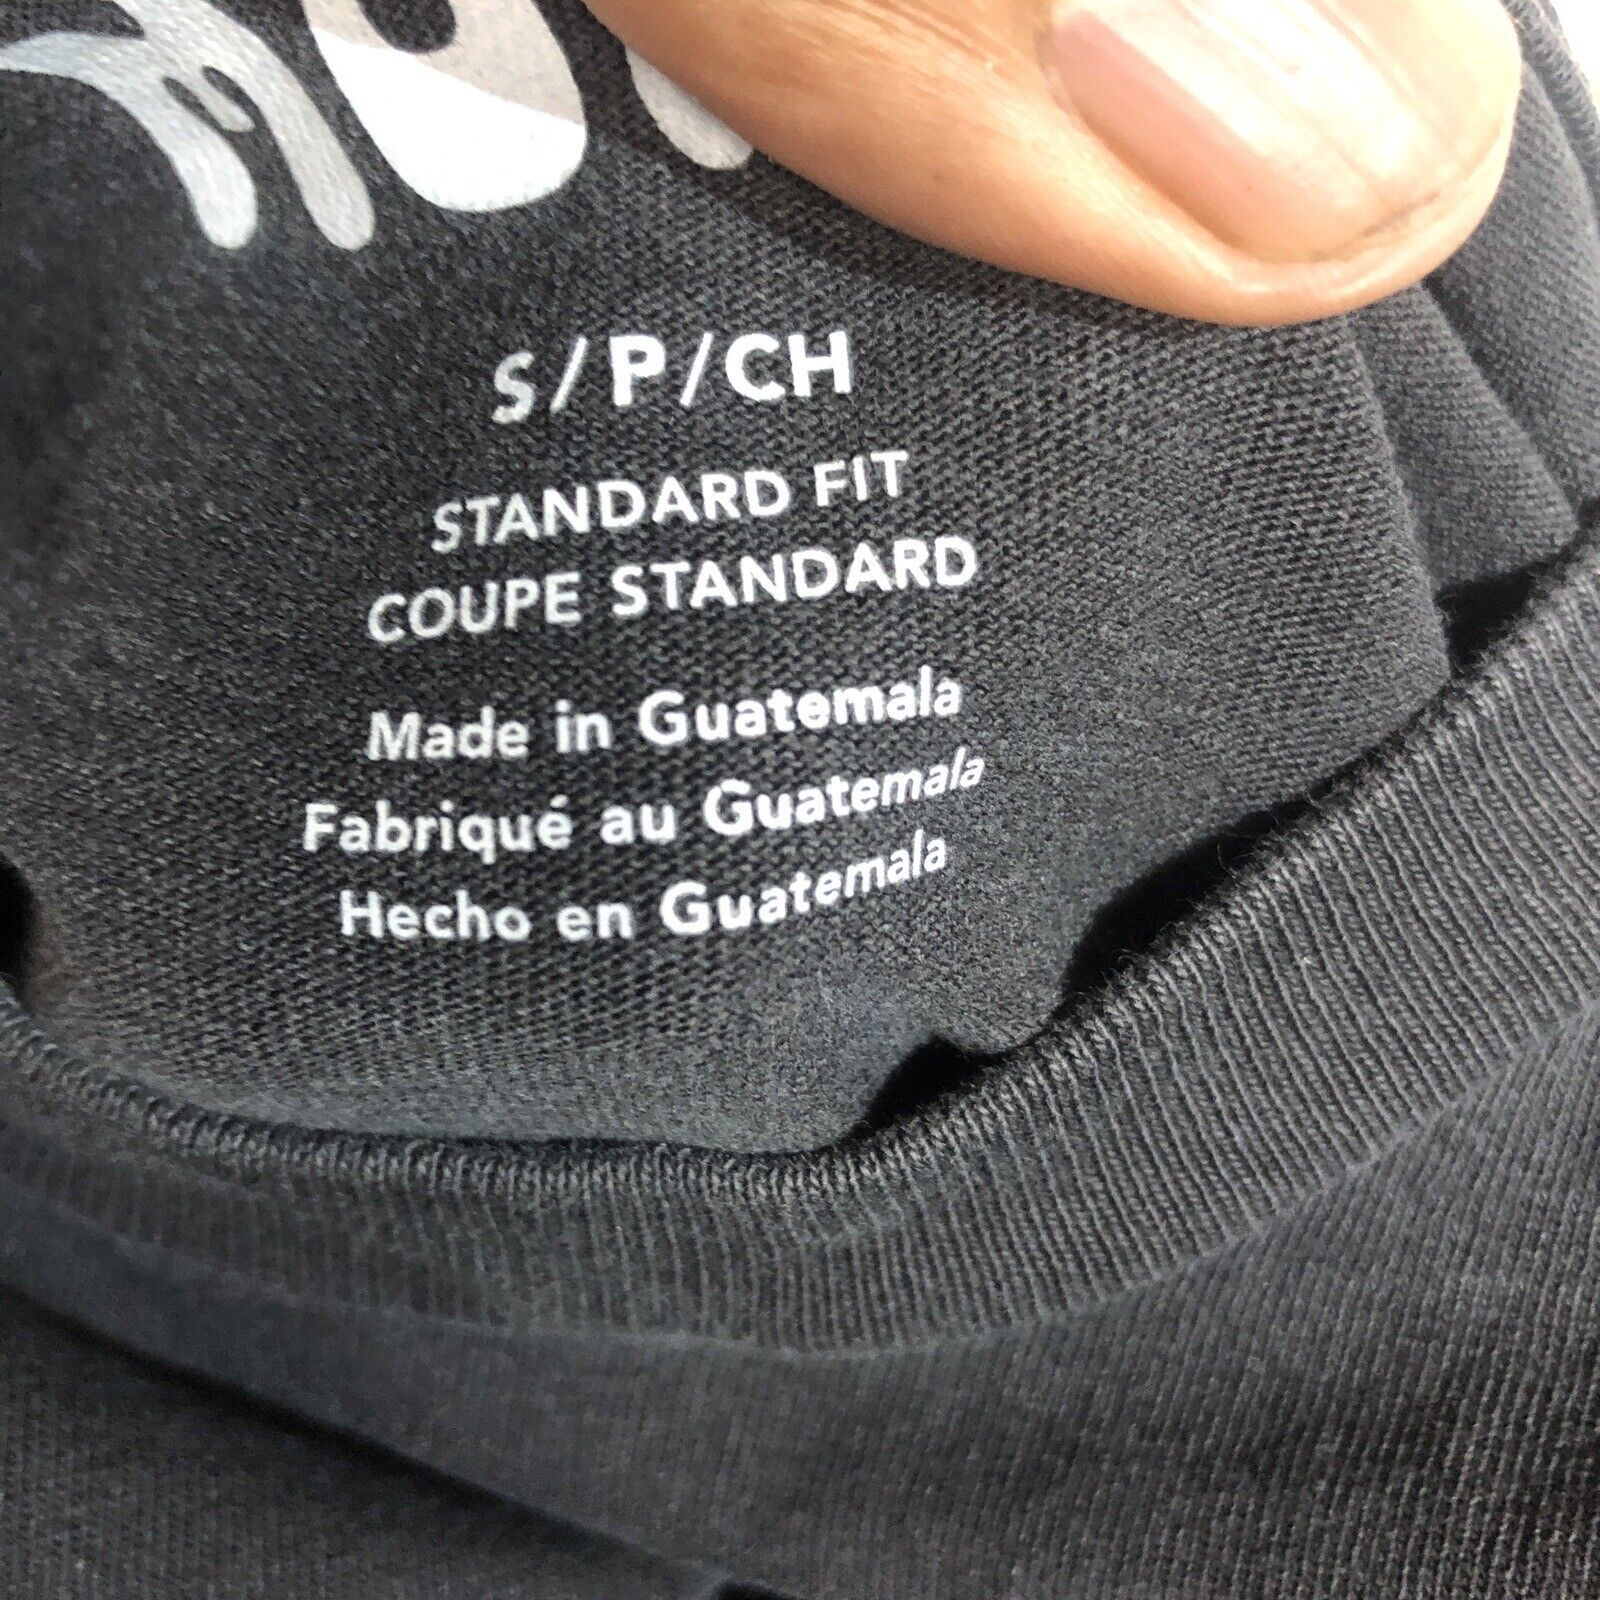 S/P/CH
STANDARD FIT
COUPE STANDARD
Made in Guatemala
Fabriqué au Guatemala
Hecho en Guatemala